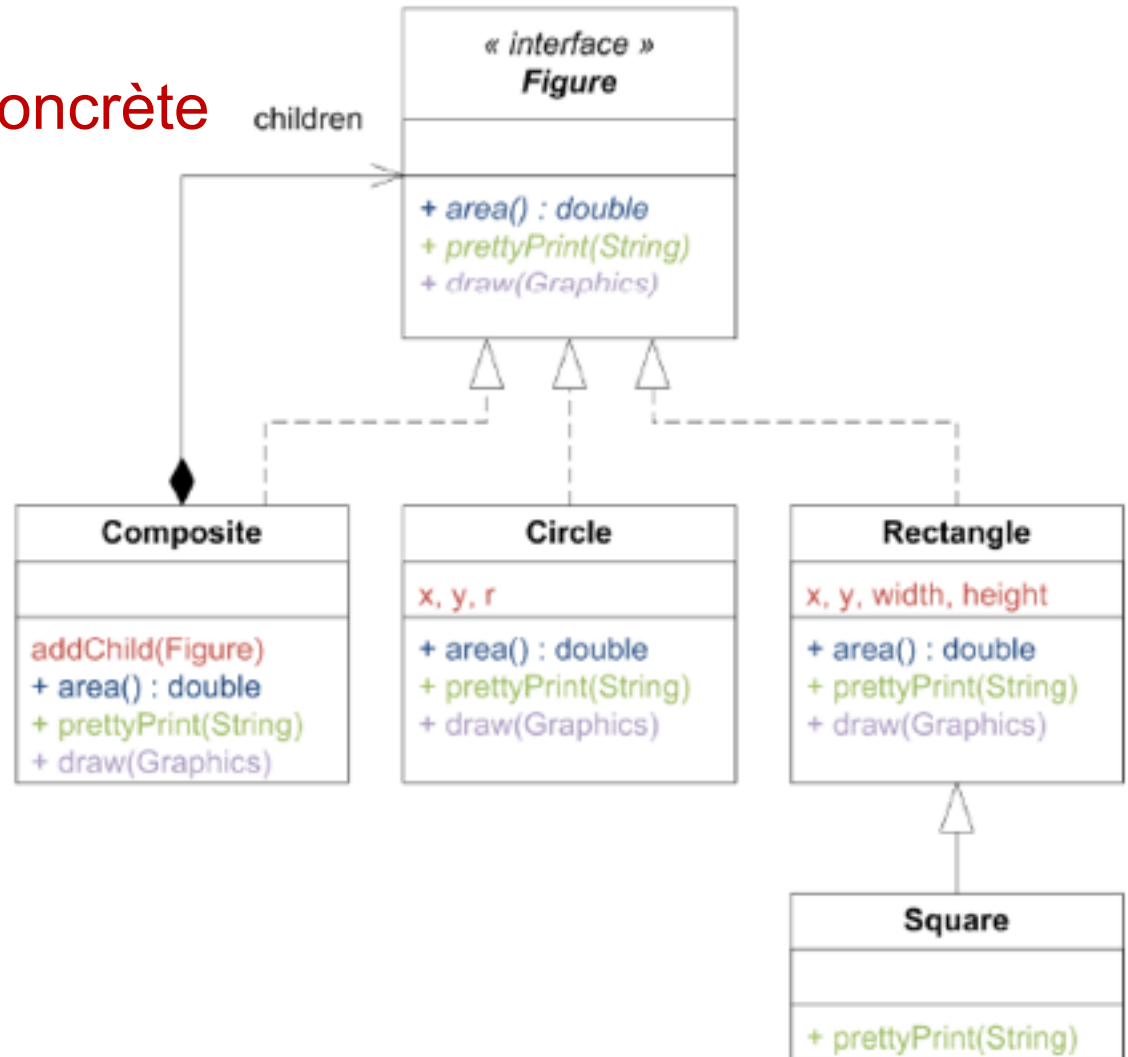 oncrète
children
« interface »
Figure
+ area() : double
+ prettyPrint(String)
+ draw(Graphics)
Composite
addChild(Figure)
+ area() : double
+ prettyPrint(String)
+ draw(Graphics)
Circle
x, y, r
+ area() : double
+ prettyPrint(String)
+ draw(Graphics)
Rectangle
x, y, width, height
+ area() : double
+ prettyPrint(String)
+ draw(Graphics)
Square
+ prettyPrint(String)